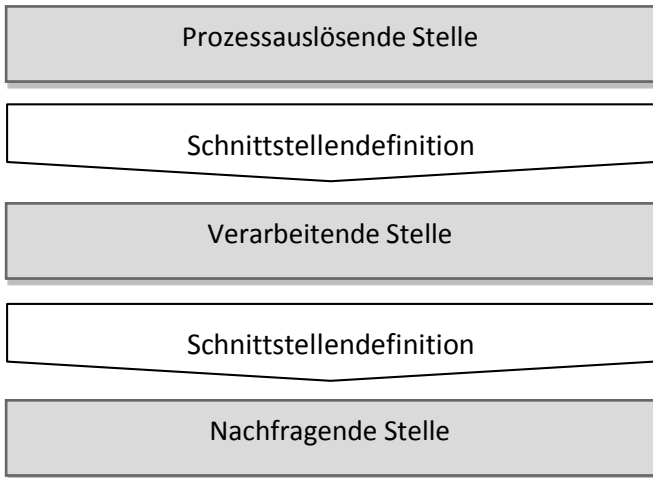 Prozessauslösende Stelle
Schnittstellendefinition
Verarbeitende Stelle
Schnittstellendefinition
Nachfragende Stelle